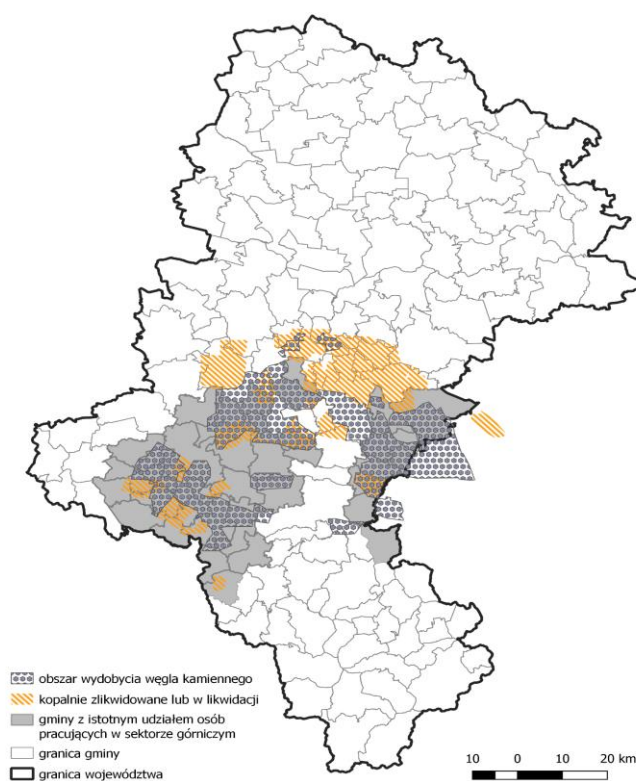 obszar wydobycia węgla kamiennego
kopalnie zlikwidowane lub w likwidacji
gminy z istotnym udziałem osób
pracujących w sektorze górniczym
granica gminy
granica województwa
10 0 10 20 km